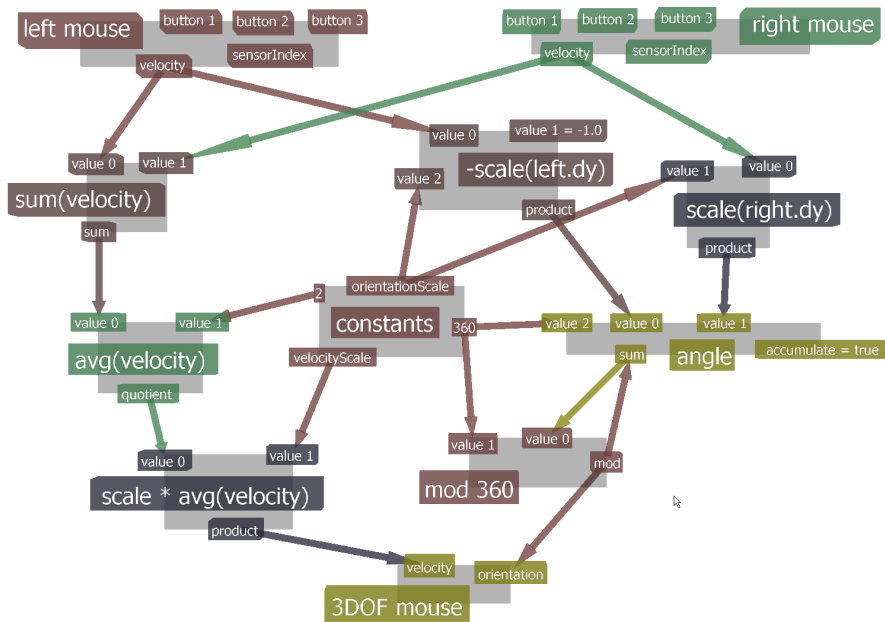 left mouse
button 1
button 2
button 3
sensorIndex
velocity
button 1
button 2
button 3
right mouse
sensorIndex
velocity
value 0
value 1
sum(velocity)
sum
value 0
value 1 = -1.0
-scale(left.dy)
value 2
product
value 1
value 0
scale(right.dy)
product
orientationScale
2
constants
360
velocityScale
value 0
value 1
avg(velocity)
quotient
value 2
value 0
value 1
sum
angle
accumulate = true
value 0
value 1
scale * avg(velocity)
product
value 1
value 0
mod 360
mod
velocity
orientation
3DOF mouse